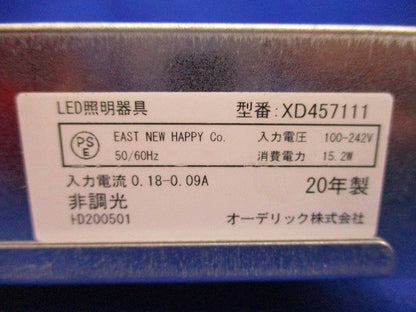 LED照明器具 型番:XD457111
PS
E
EAST NEW HAPPY Co. 入力電圧 100-242V
50/60Hz 消費電力 15.2W
入力電流 0.18-0.09A 20年製
非調光
HD200501 オーデリック株式会社